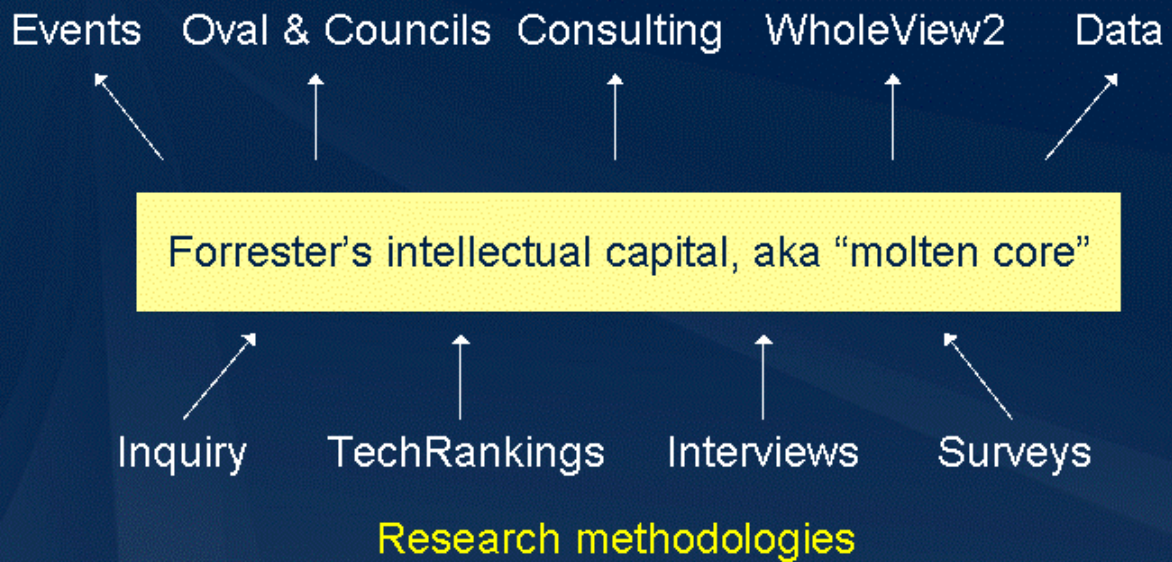 Events Oval & Councils Consulting WholeView2 Data
Forrester's intellectual capital, aka “molten core”
Inquiry TechRankings Interviews Surveys
Research methodologies